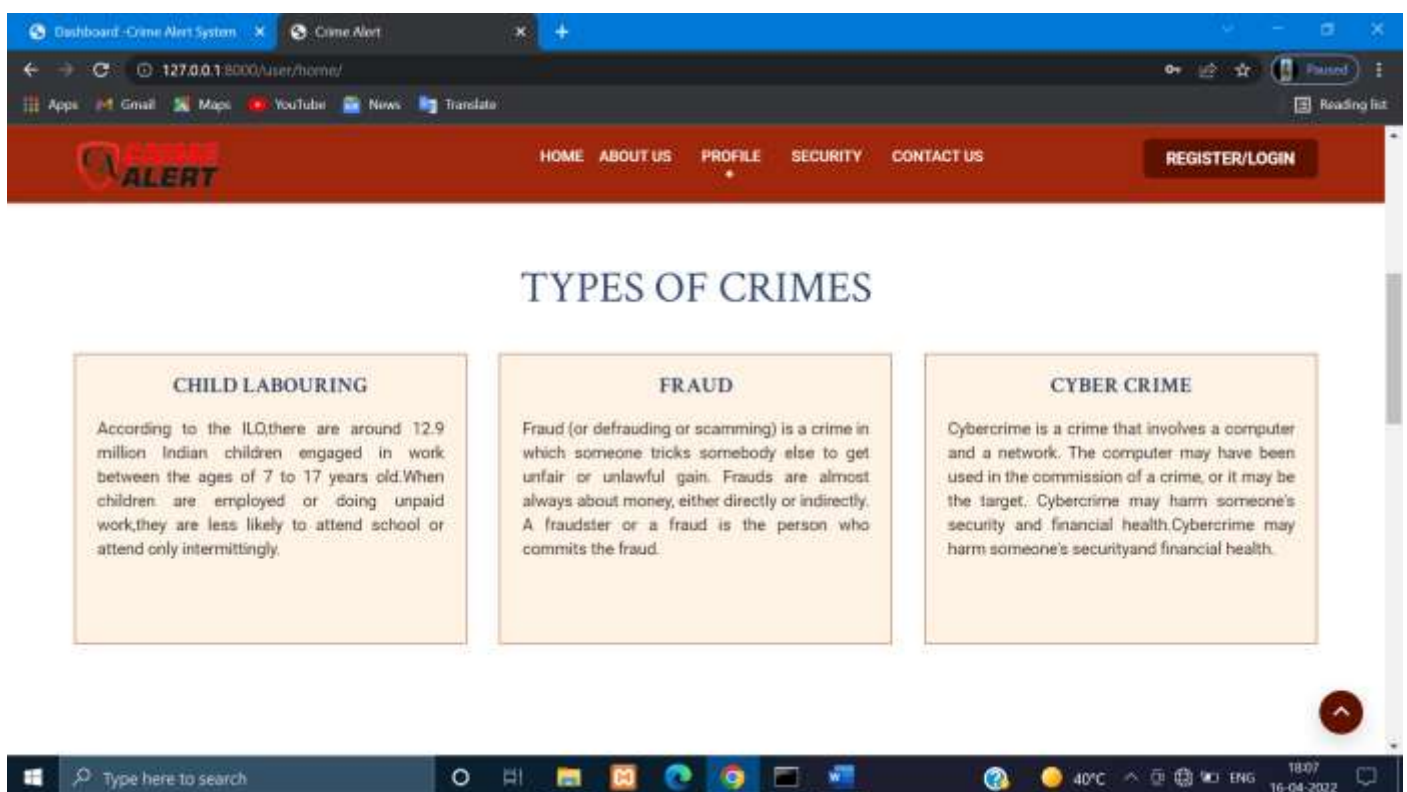 Dashboard -Crime Alert System
Crime Alert
127.0.0.1:8000/user/home/
Paused
Apps Gmail Maps YouTube News Translate
Reading list
CRIME
ALERT
HOME ABOUT US PROFILE SECURITY CONTACT US
REGISTER/LOGIN
TYPES OF CRIMES
CHILD LABOURING
According to the ILO,there are around 12.9
million Indian children engaged in work
between the ages of 7 to 17 years old.When
children are employed or doing unpaid
work,they are less likely to attend school or
attend only intermittingly.
FRAUD
Fraud (or defrauding or scamming) is a crime in
which someone tricks somebody else to get
unfair or unlawful gain. Frauds are almost
always about money, either directly or indirectly.
A fraudster or a fraud is the person who
commits the fraud.
CYBER CRIME
Cybercrime is a crime that involves a computer
and a network. The computer may have been
used in the commission of a crime, or it may be
the target. Cybercrime may harm someone's
security and financial health.Cybercrime may
harm someone's securityand financial health.
Type here to search
40°C
ENG
18:07
16-04-2022